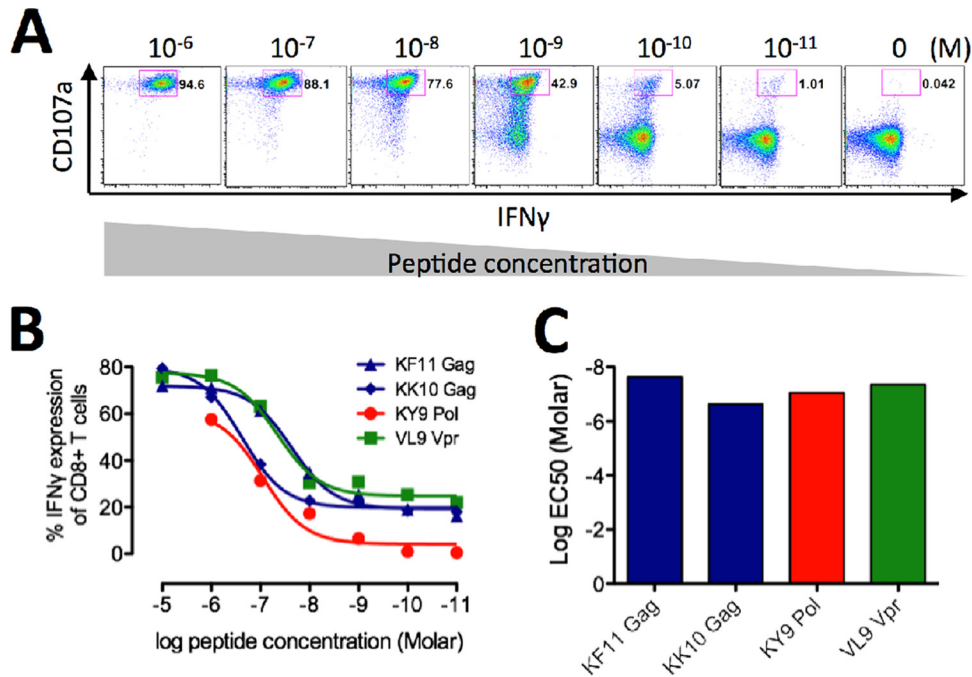 A
10-6 10-7 10-8 10-9 10-10 10-11 0 (M)
94.6 88.1 77.6 42.9 5.07 1.01 0.042
CD107a
IFNγ
Peptide concentration
B
% IFNγ expression
of CD8+ T cells
80
60
40
20
0
KF11 Gag
KK10 Gag
KY9 Pol
VL9 Vpr
-5 -6 -7 -8 -9 -10 -11
log peptide concentration (Molar)
C
Log EC50 (Molar)
-8
-6
-4
-2
0
KF11 Gag
KK10 Gag
KY9 Pol
VL9 Vpr